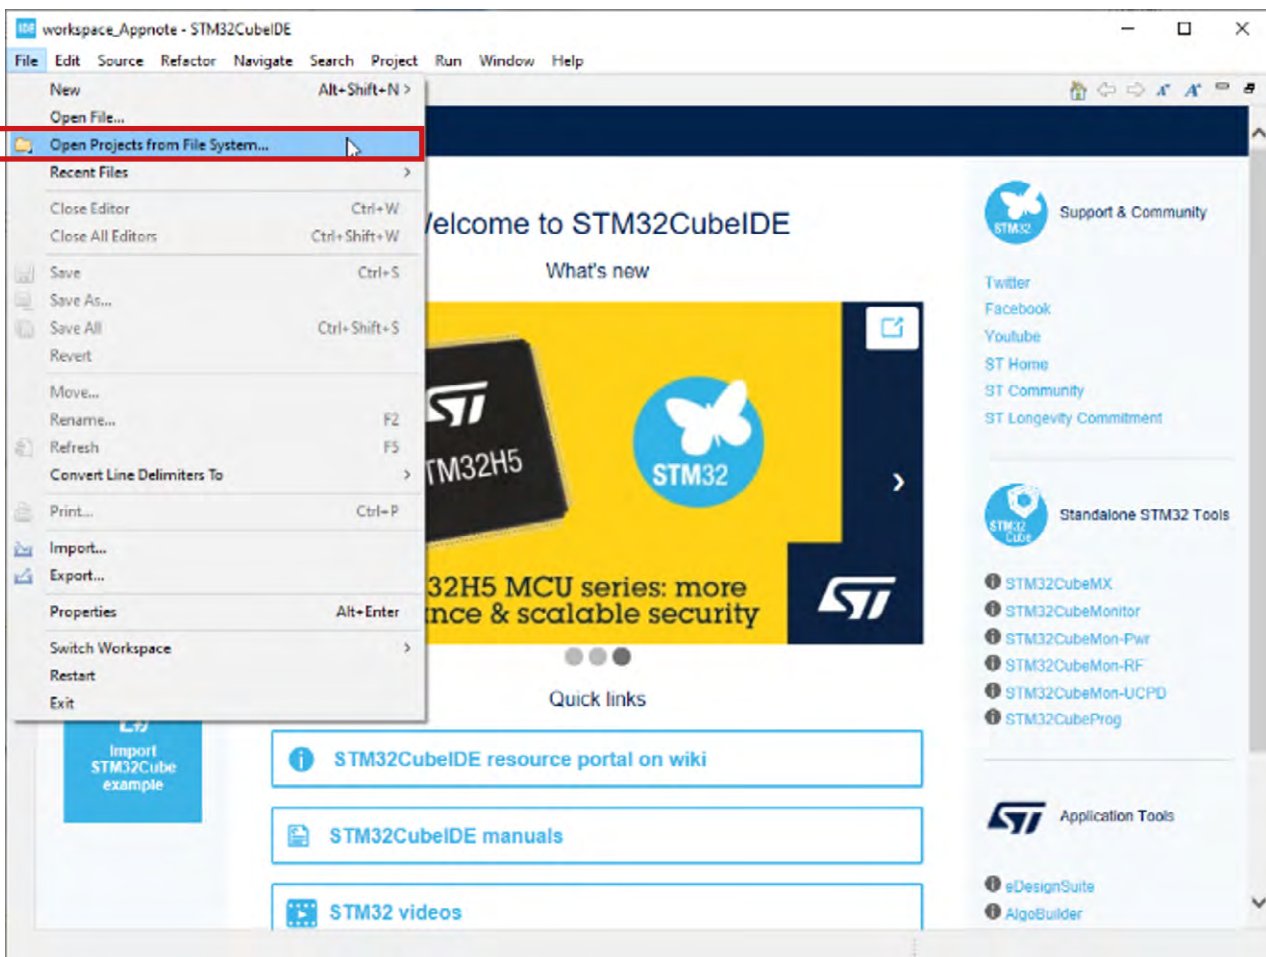 IDE workspace_Appnote - STM32CubeIDE
File Edit Source Refactor Navigate Search Project Run Window Help
New Alt+Shift+N >
Open File...
Open Projects from File System...
Recent Files >
Close Editor Ctrl+W
Close All Editors Ctrl+Shift+W
Save Ctrl+S
Save As...
Save All Ctrl+Shift+S
Revert
Move...
Rename... F2
Refresh F5
Convert Line Delimiters To >
Print... Ctrl+P
Import...
Export...
Properties Alt+Enter
Switch Workspace >
Restart
Exit
Import
STM32Cube
example
elcome to STM32CubeIDE
What's new
TM32H5
STM32
32H5 MCU series: more
nce & scalable security
ST
Quick links
STM32CubeIDE resource portal on wiki
STM32CubeIDE manuals
STM32 videos
STM32
Support & Community
Twitter
Facebook
Youtube
ST Home
ST Community
ST Longevity Commitment
STM32
Cube
Standalone STM32 Tools
STM32CubeMX
STM32CubeMonitor
STM32CubeMon-Pwr
STM32CubeMon-RF
STM32CubeMon-UCPD
STM32CubeProg
ST
Application Tools
eDesignSuite
AlgoBuilder